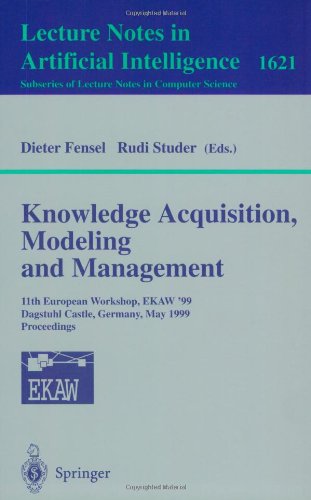 Lecture Notes in
Artificial Intelligence 1621
Subseries of Lecture Notes in Computer Science
Dieter Fensel Rudi Studer (Eds.)
Knowledge Acquisition,
Modeling
and Management
11th European Workshop, EKAW '99
Dagstuhl Castle, Germany, May 1999
Proceedings
EKAW
Springer